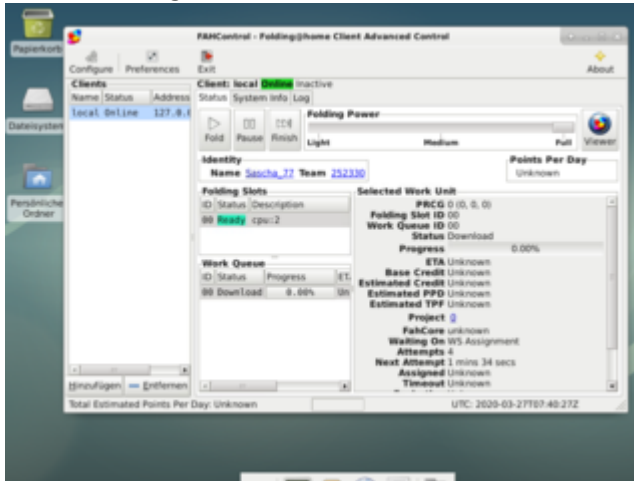 Papierkorb
Dateisystem
Persönliche
Ordner
FAHControl - Folding@home Client Advanced Control
Configure Preferences Exit About
Clients
Name Status Address
local Online 127.0.
Client: local Online Inactive
Status System Info Log
Fold Pause Finish
Folding Power
Light Medium Full
Viewer
Identity
Name Sascha_77 Team 252330
Points Per Day
Unknown
Folding Slots
ID Status Description
00 Ready cpu:2
Work Queue
ID Status Progress ET
00 Download 0.00% Un
Selected Work Unit
PRCG 0 (0, 0, 0)
Folding Slot ID 00
Work Queue ID 00
Status Download
Progress 0.00%
ETA Unknown
Base Credit Unknown
Estimated Credit Unknown
Estimated PPD Unknown
Estimated TPF Unknown
Project 0
FahCore unknown
Waiting On WS Assignment
Attempts 4
Next Attempt 1 mins 34 secs
Assigned Unknown
Timeout Unknown
Hinzufügen Entfernen
Total Estimated Points Per Day: Unknown
UTC: 2020-03-27T07:40:27Z